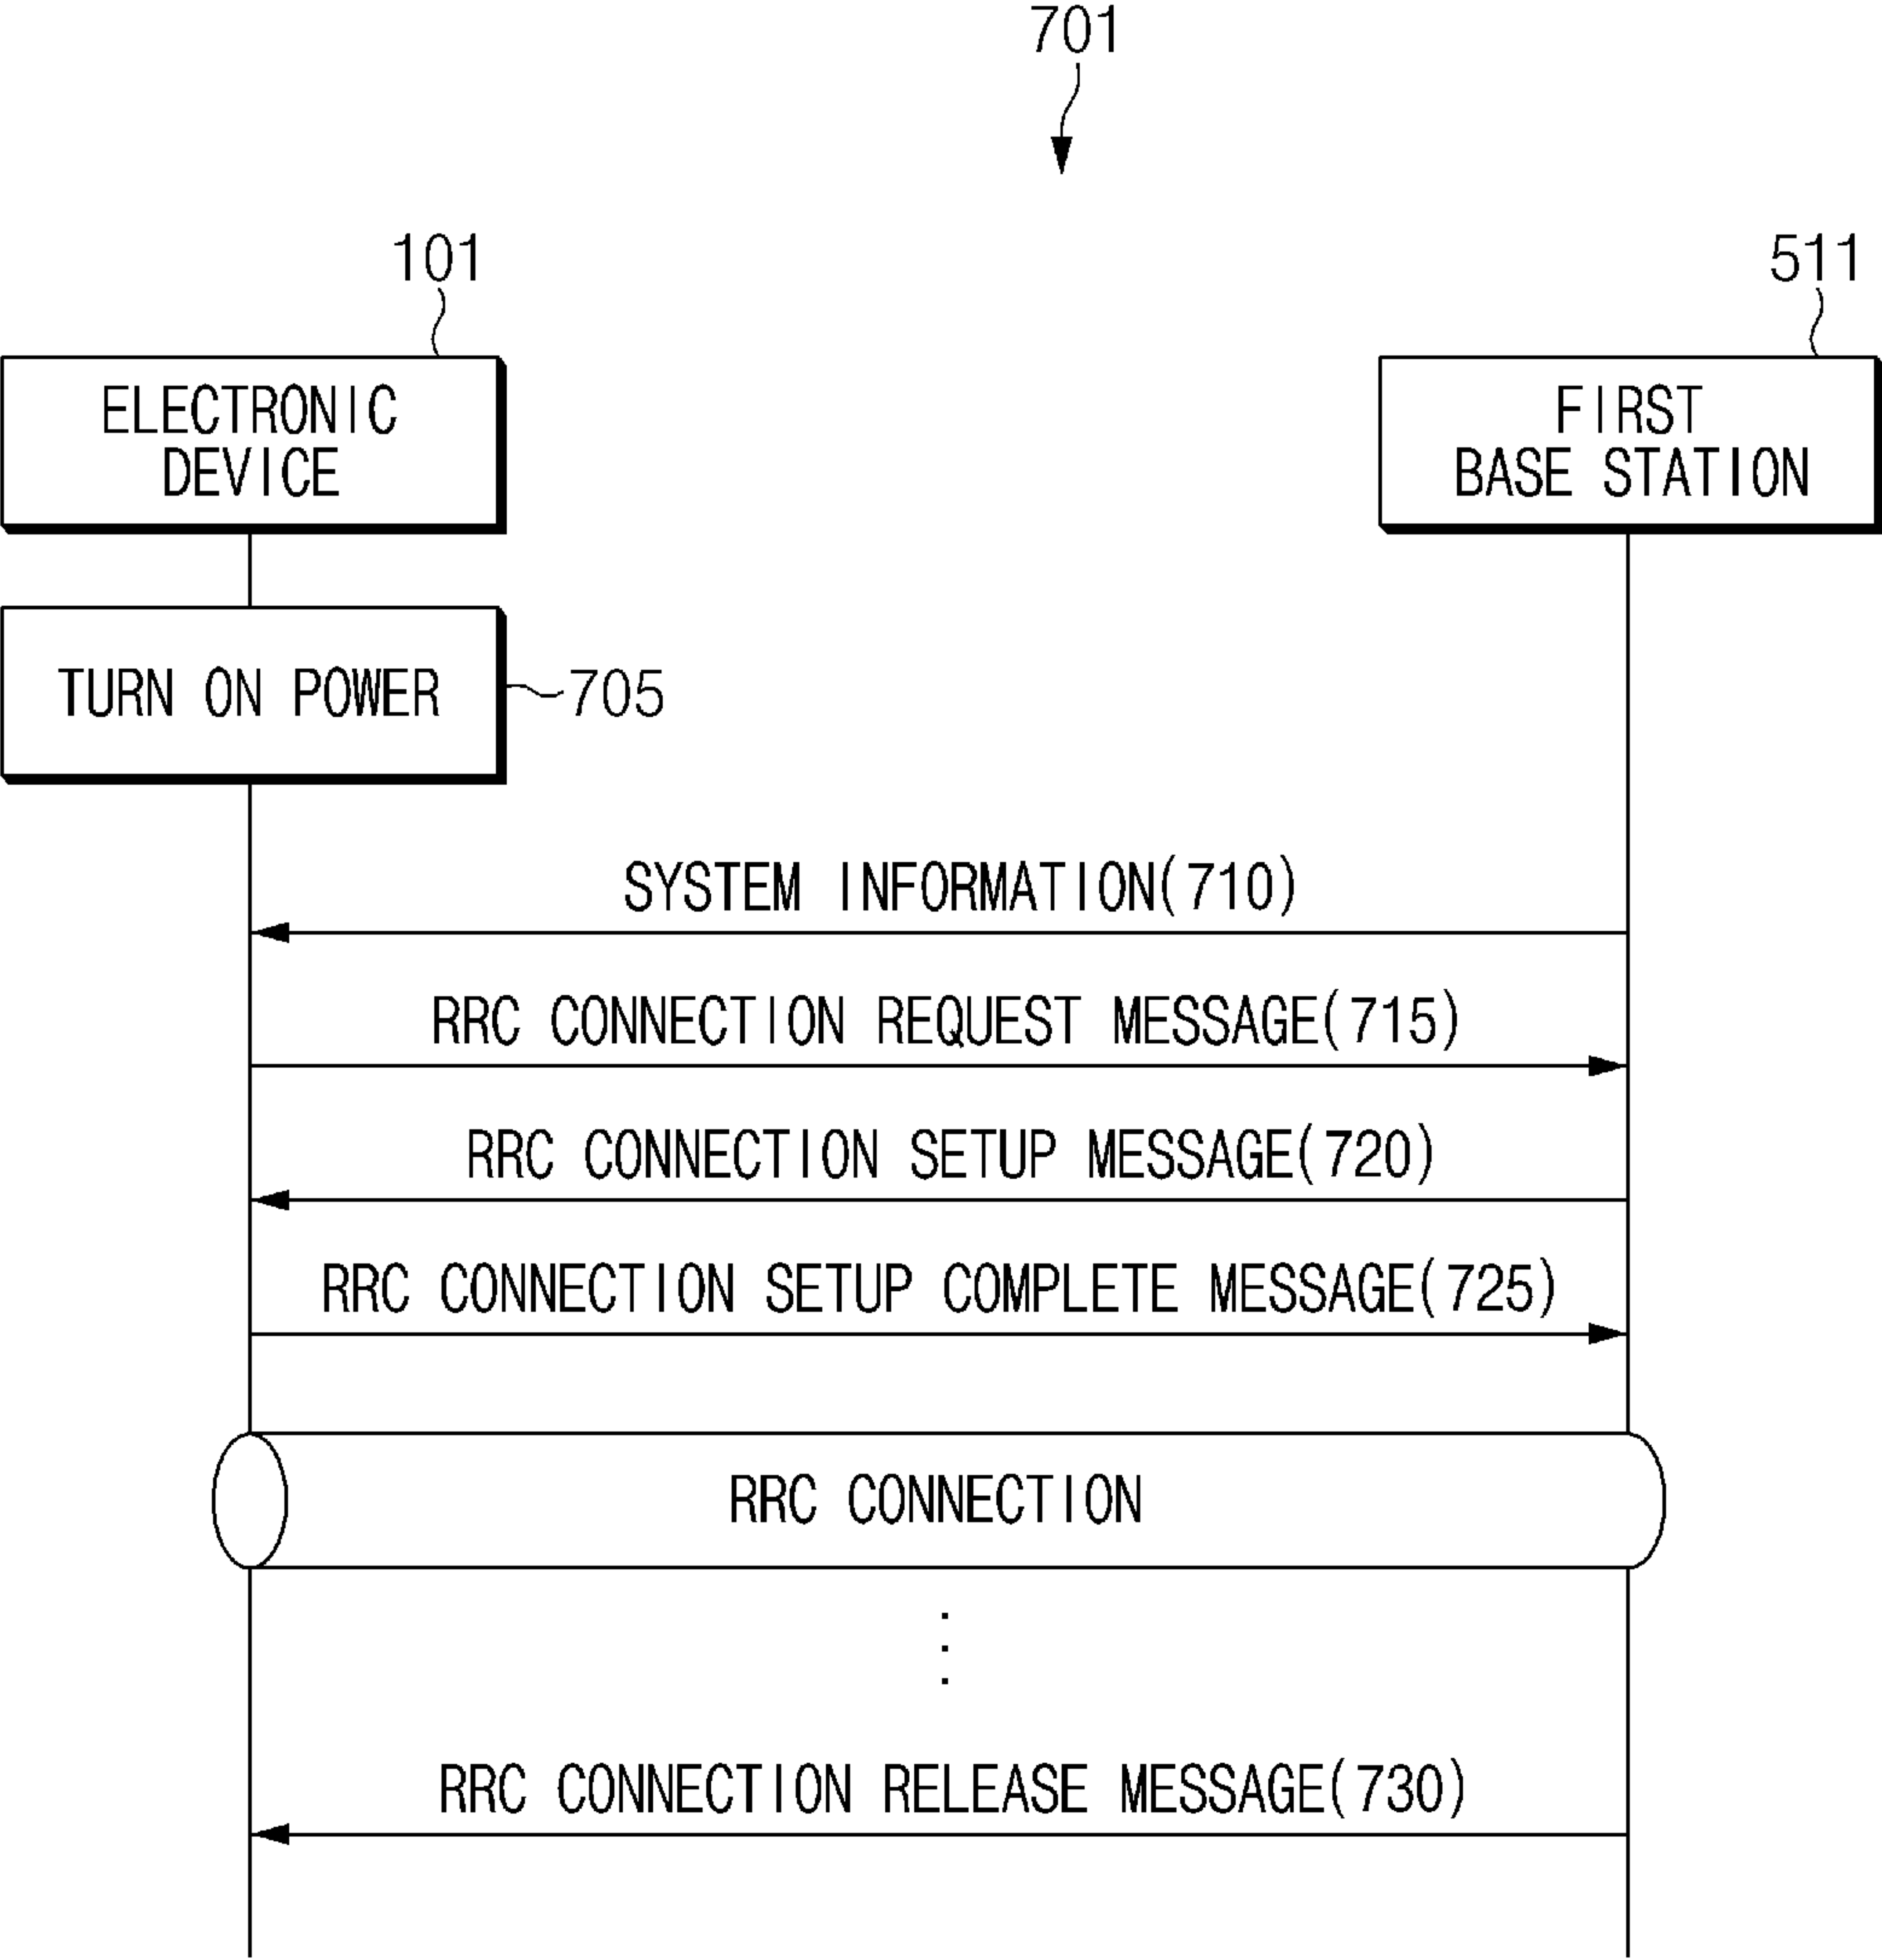 701
101
511
ELECTRONIC
DEVICE
FIRST
BASE STATION
TURN ON POWER
705
SYSTEM INFORMATION(710)
RRC CONNECTION REQUEST MESSAGE(715)
RRC CONNECTION SETUP MESSAGE(720)
RRC CONNECTION SETUP COMPLETE MESSAGE(725)
RRC CONNECTION
RRC CONNECTION RELEASE MESSAGE(730)